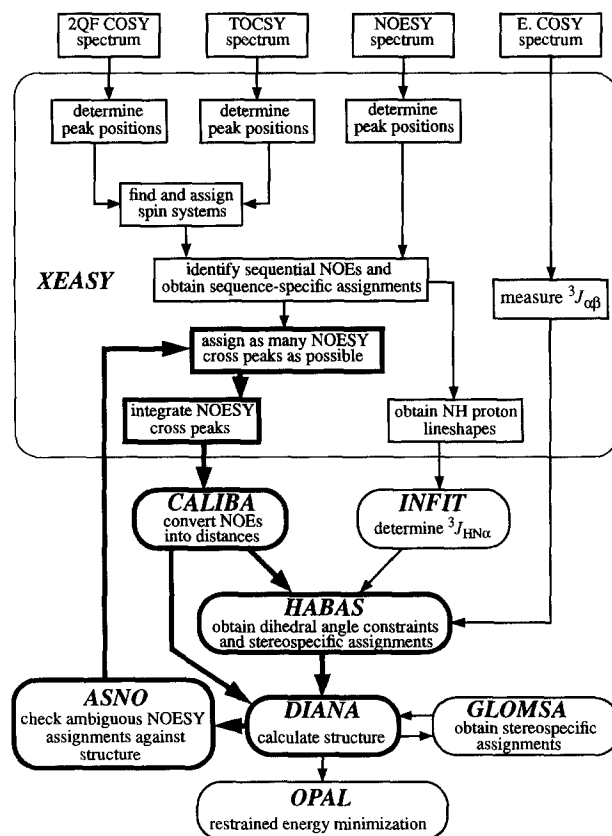 2QF COSY
spectrum
TOCSY
spectrum
NOESY
spectrum
E. COSY
spectrum
determine
peak positions
determine
peak positions
determine
peak positions
find and assign
spin systems
XEASY
identify sequential NOEs and
obtain sequence-specific assignments
measure ³Jαβ
assign as many NOESY
cross peaks as possible
integrate NOESY
cross peaks
obtain NH proton
lineshapes
CALIBA
convert NOEs
into distances
INFIT
determine ³JHNα
HABAS
obtain dihedral angle constraints
and stereospecific assignments
ASNO
check ambiguous NOESY
assignments against
structure
DIANA
calculate structure
GLOMSA
obtain stereospecific
assignments
OPAL
restrained energy minimization